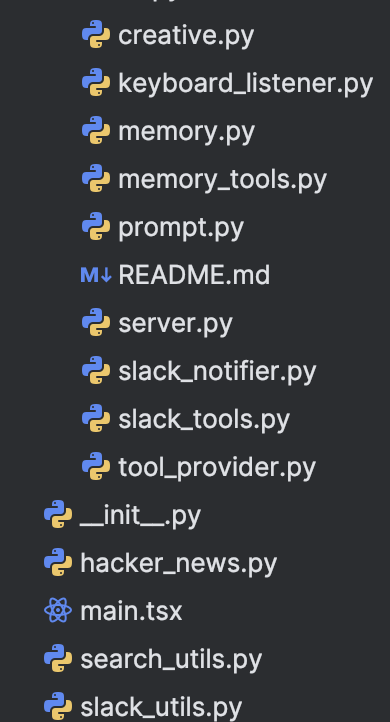 creative.py
keyboard_listener.py
memory.py
memory_tools.py
prompt.py
M↓ README.md
server.py
slack_notifier.py
slack_tools.py
tool_provider.py
__init__.py
hacker_news.py
main.tsx
search_utils.py
slack_utils.py